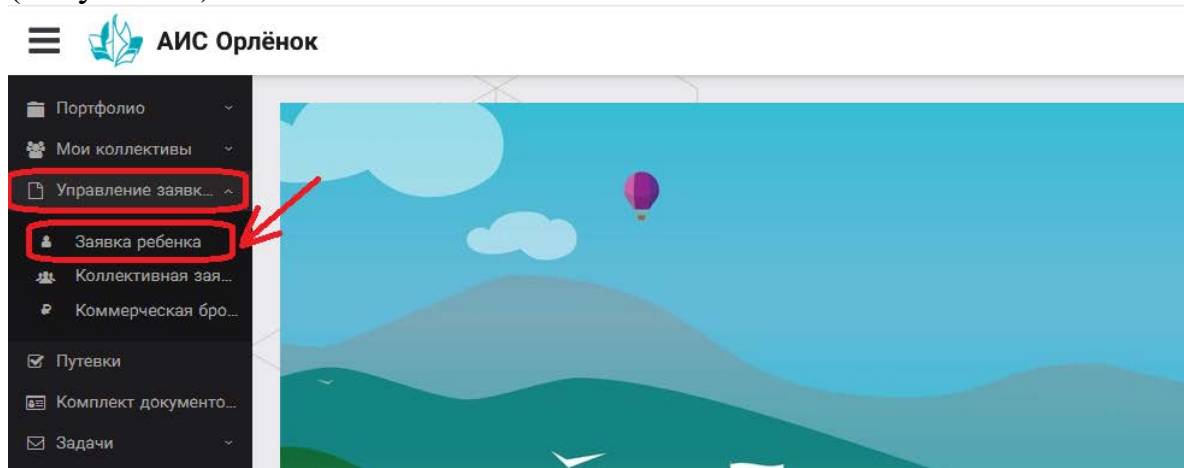 АИС Орлёнок
Портфолио
Мои коллективы
Управление заявк...
Заявка ребенка
Коллективная зая...
Коммерческая бро...
Путевки
Комплект документо...
Задачи